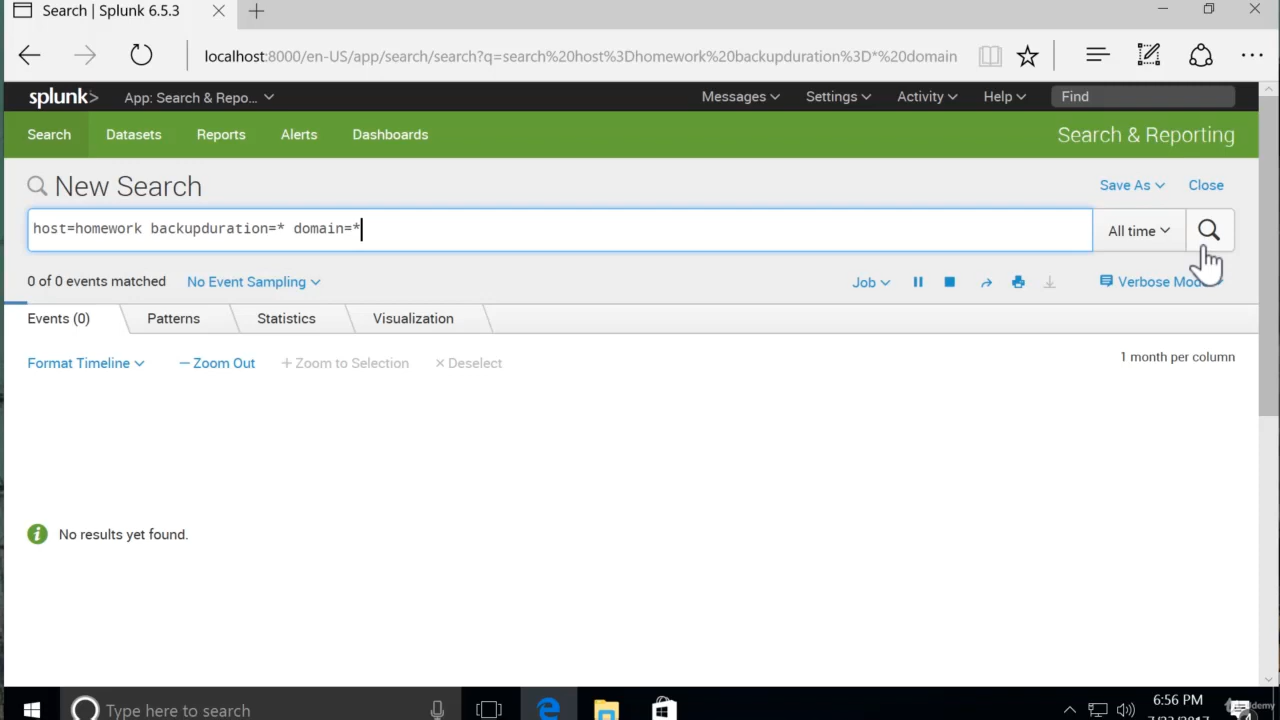 Search | Splunk 6.5.3
localhost:8000/en-US/app/search/search?q=search%20host%3Dhomework%20backupduration%3D*%20domain
splunk> App: Search & Repo... Messages Settings Activity Help Find
Search Datasets Reports Alerts Dashboards Search & Reporting
New Search Save As Close
host=homework backupduration=* domain=* All time
0 of 0 events matched No Event Sampling Job Verbose Mode
Events (0) Patterns Statistics Visualization
Format Timeline — Zoom Out + Zoom to Selection × Deselect 1 month per column
No results yet found.
Type here to search 6:56 PM